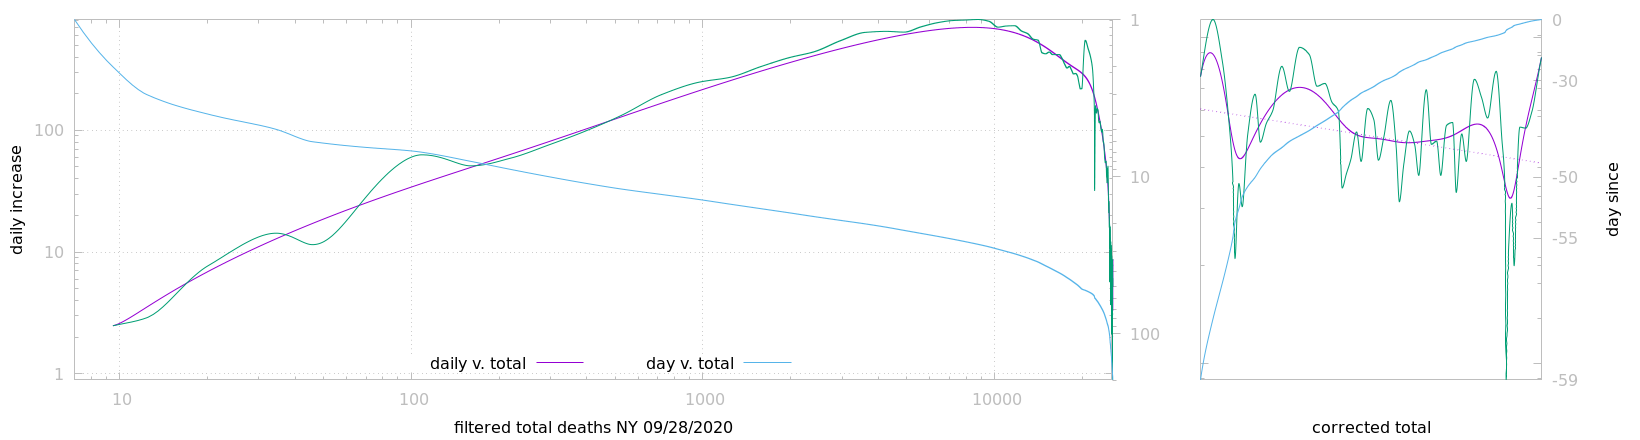 daily increase
100
10
1
10
100
1000
10000
1
10
100
daily v. total
day v. total
filtered total deaths NY 09/28/2020
0
-30
-50
-55
-59
day since
corrected total